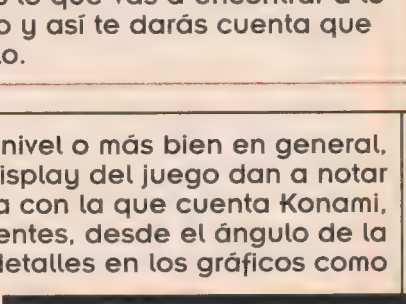 s lo que vas a encontrar a lo
o y así te darás cuenta que
lo.
nivel o más bien en general,
isplay del juego dan a notar
a con la que cuenta Konami,
entes, desde el ángulo de la
detalles en los gráficos como